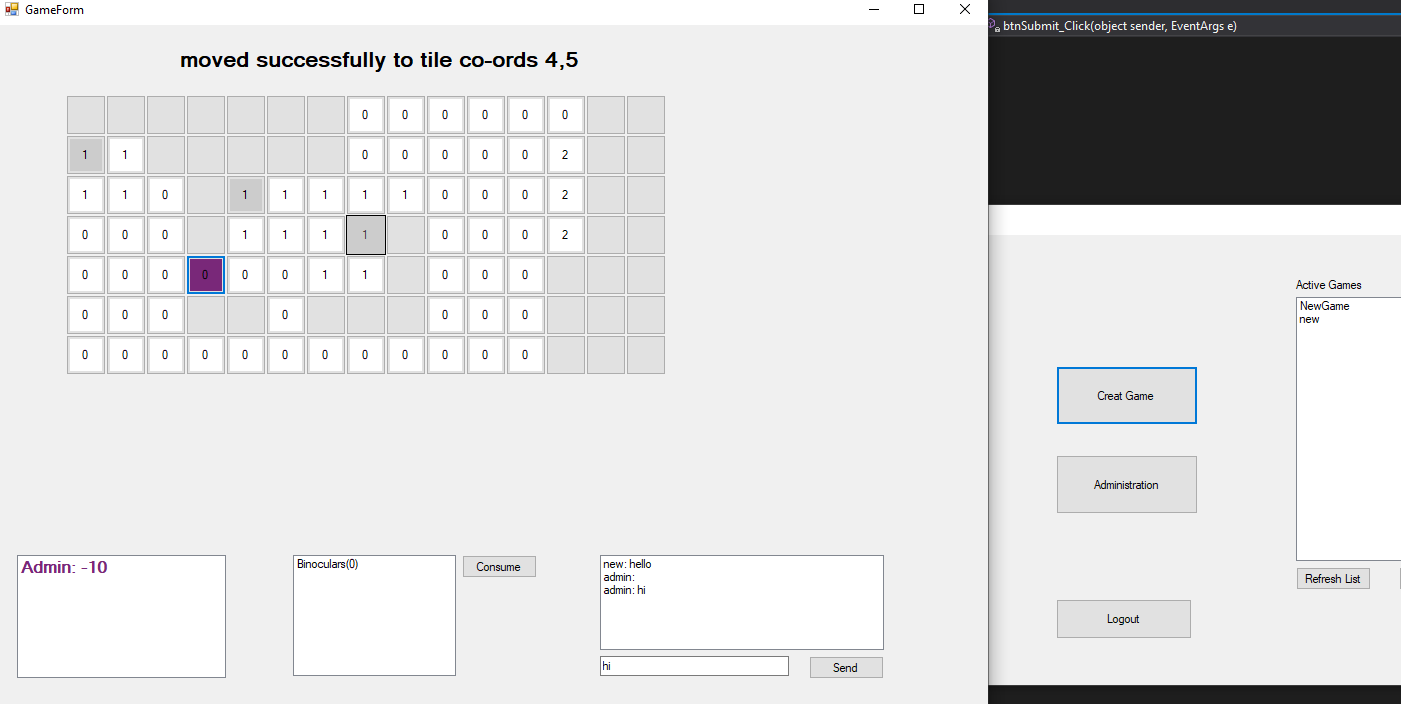 GameForm
btnSubmit_Click(object sender, EventArgs e)
moved successfully to tile co-ords 4,5
0 0 0 0 0 0
1 1 0 0 0 0 0 2
1 1 0 1 1 1 1 1 0 0 0 2
0 0 0 1 1 1 1 0 0 0 2
0 0 0 0 0 0 1 1 0 0 0
0 0 0 0 0 0 0
0 0 0 0 0 0 0 0 0 0 0 0
Active Games
NewGame
new
Creat Game
Administration
Refresh List
Logout
Admin: -10
Binoculars(0)
Consume
new: hello
admin:
admin: hi
hi
Send